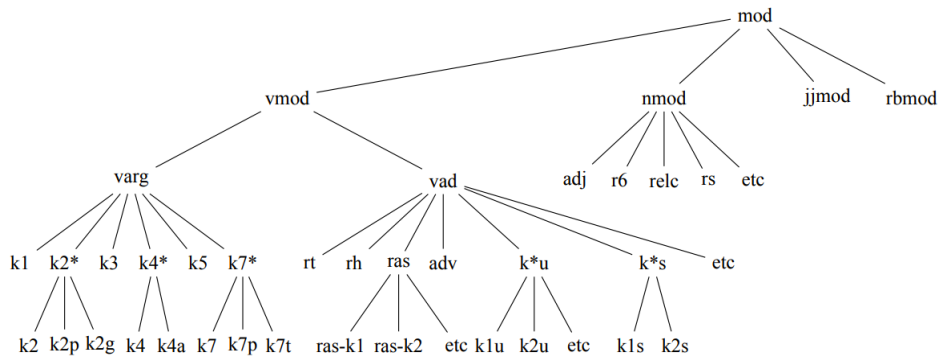 mod
vmod nmod jjmod rbmod
varg vad adj r6 relc rs etc
k1 k2* k3 k4* k5 k7* rt rh ras adv k*u k*s etc
k2 k2p k2g k4 k4a k7 k7p k7t ras-k1 ras-k2 etc k1u k2u etc k1s k2s